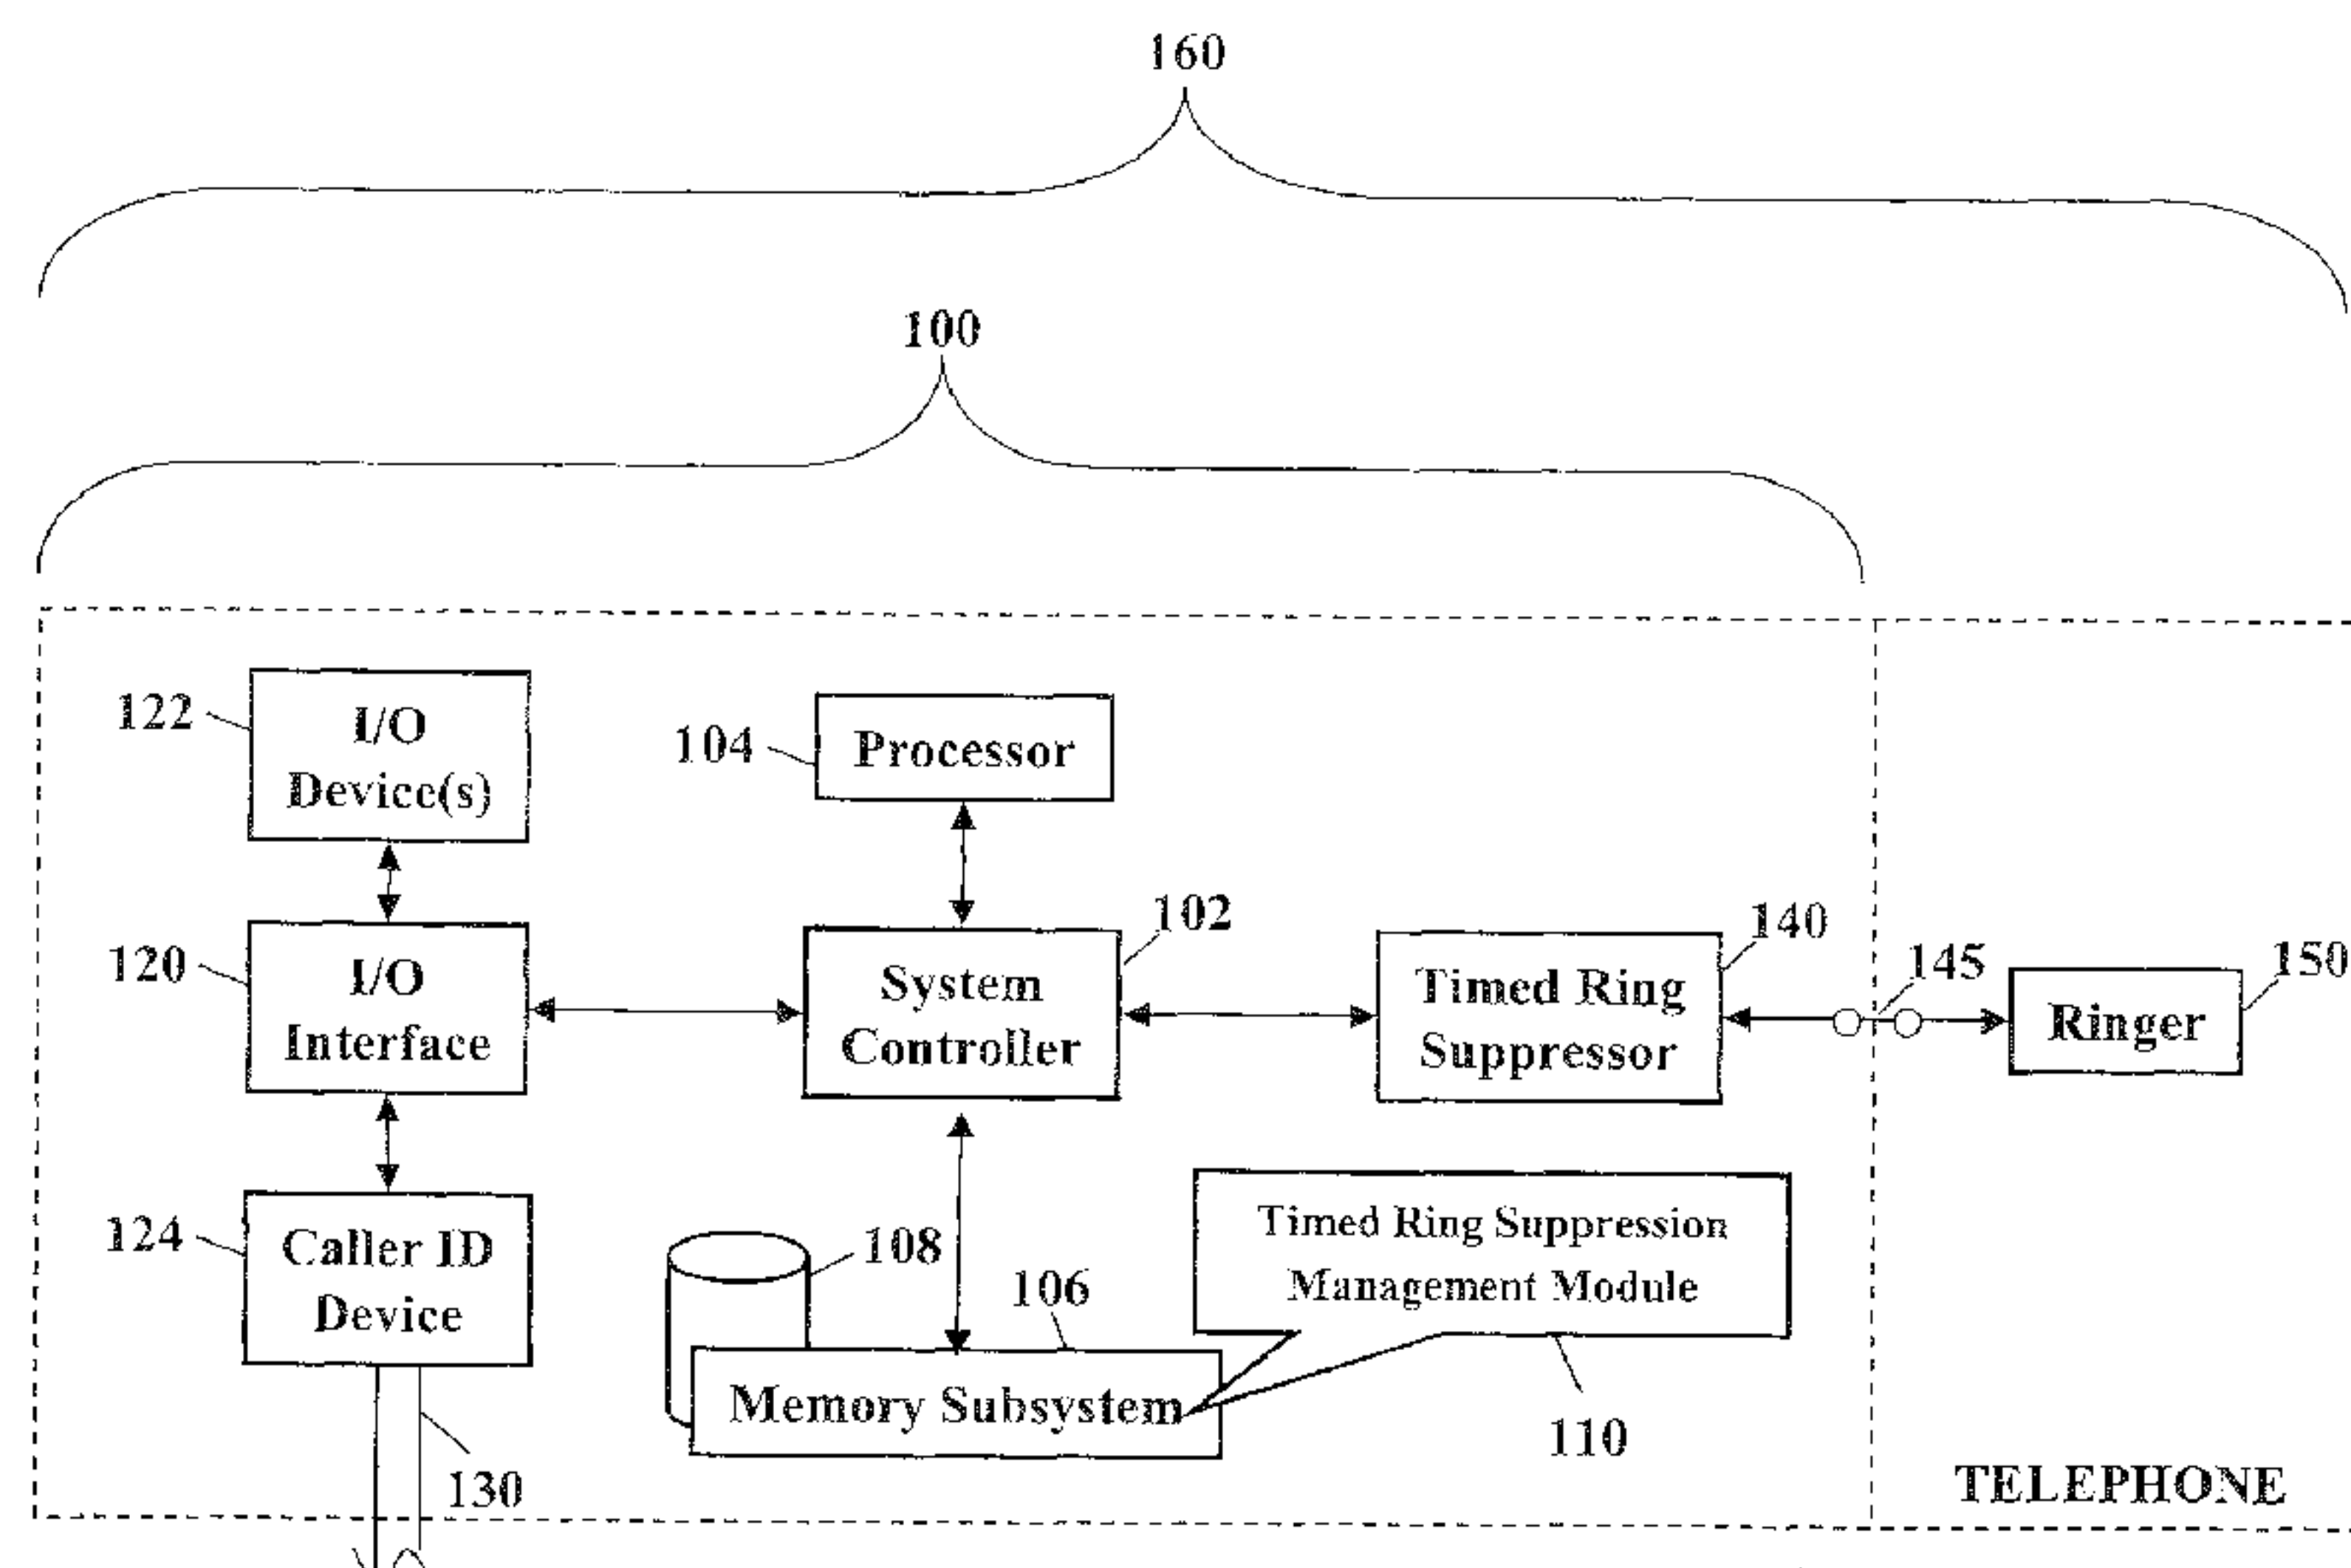 160
100
122
I/O
Device(s)
104
Processor
120
I/O
Interface
102
System
Controller
140
Timed Ring
Suppressor
145
150
Ringer
124
Caller ID
Device
108
106
Memory Subsystem
Timed Ring Suppression
Management Module
110
130
TELEPHONE